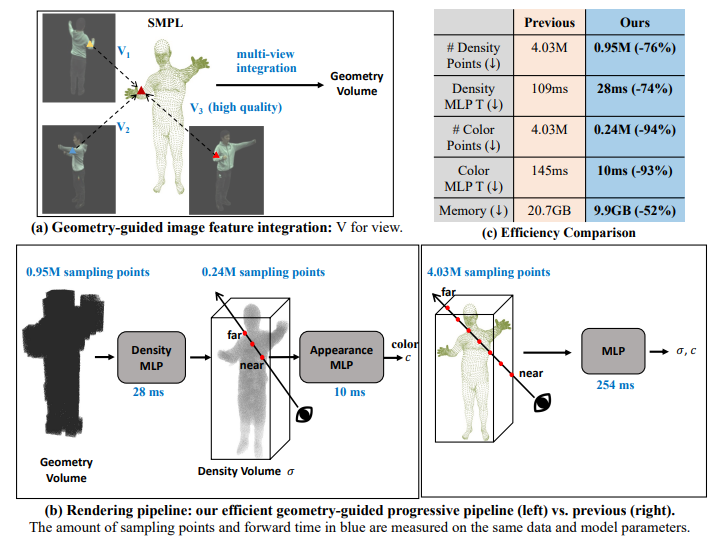 SMPL
V1
multi-view
integration
Geometry
Volume
V3 (high quality)
V2
(a) Geometry-guided image feature integration: V for view.
Previous
Ours
# Density
Points (↓)
4.03M
0.95M (-76%)
Density
MLP T (↓)
109ms
28ms (-74%)
# Color
Points (↓)
4.03M
0.24M (-94%)
Color
MLP T (↓)
145ms
10ms (-93%)
Memory (↓)
20.7GB
9.9GB (-52%)
(c) Efficiency Comparison
0.95M sampling points
Geometry
Volume
Density
MLP
28 ms
0.24M sampling points
far
near
Density Volume σ
Appearance
MLP
10 ms
color
c
4.03M sampling points
far
near
MLP
254 ms
σ, c
(b) Rendering pipeline: our efficient geometry-guided progressive pipeline (left) vs. previous (right).
The amount of sampling points and forward time in blue are measured on the same data and model parameters.